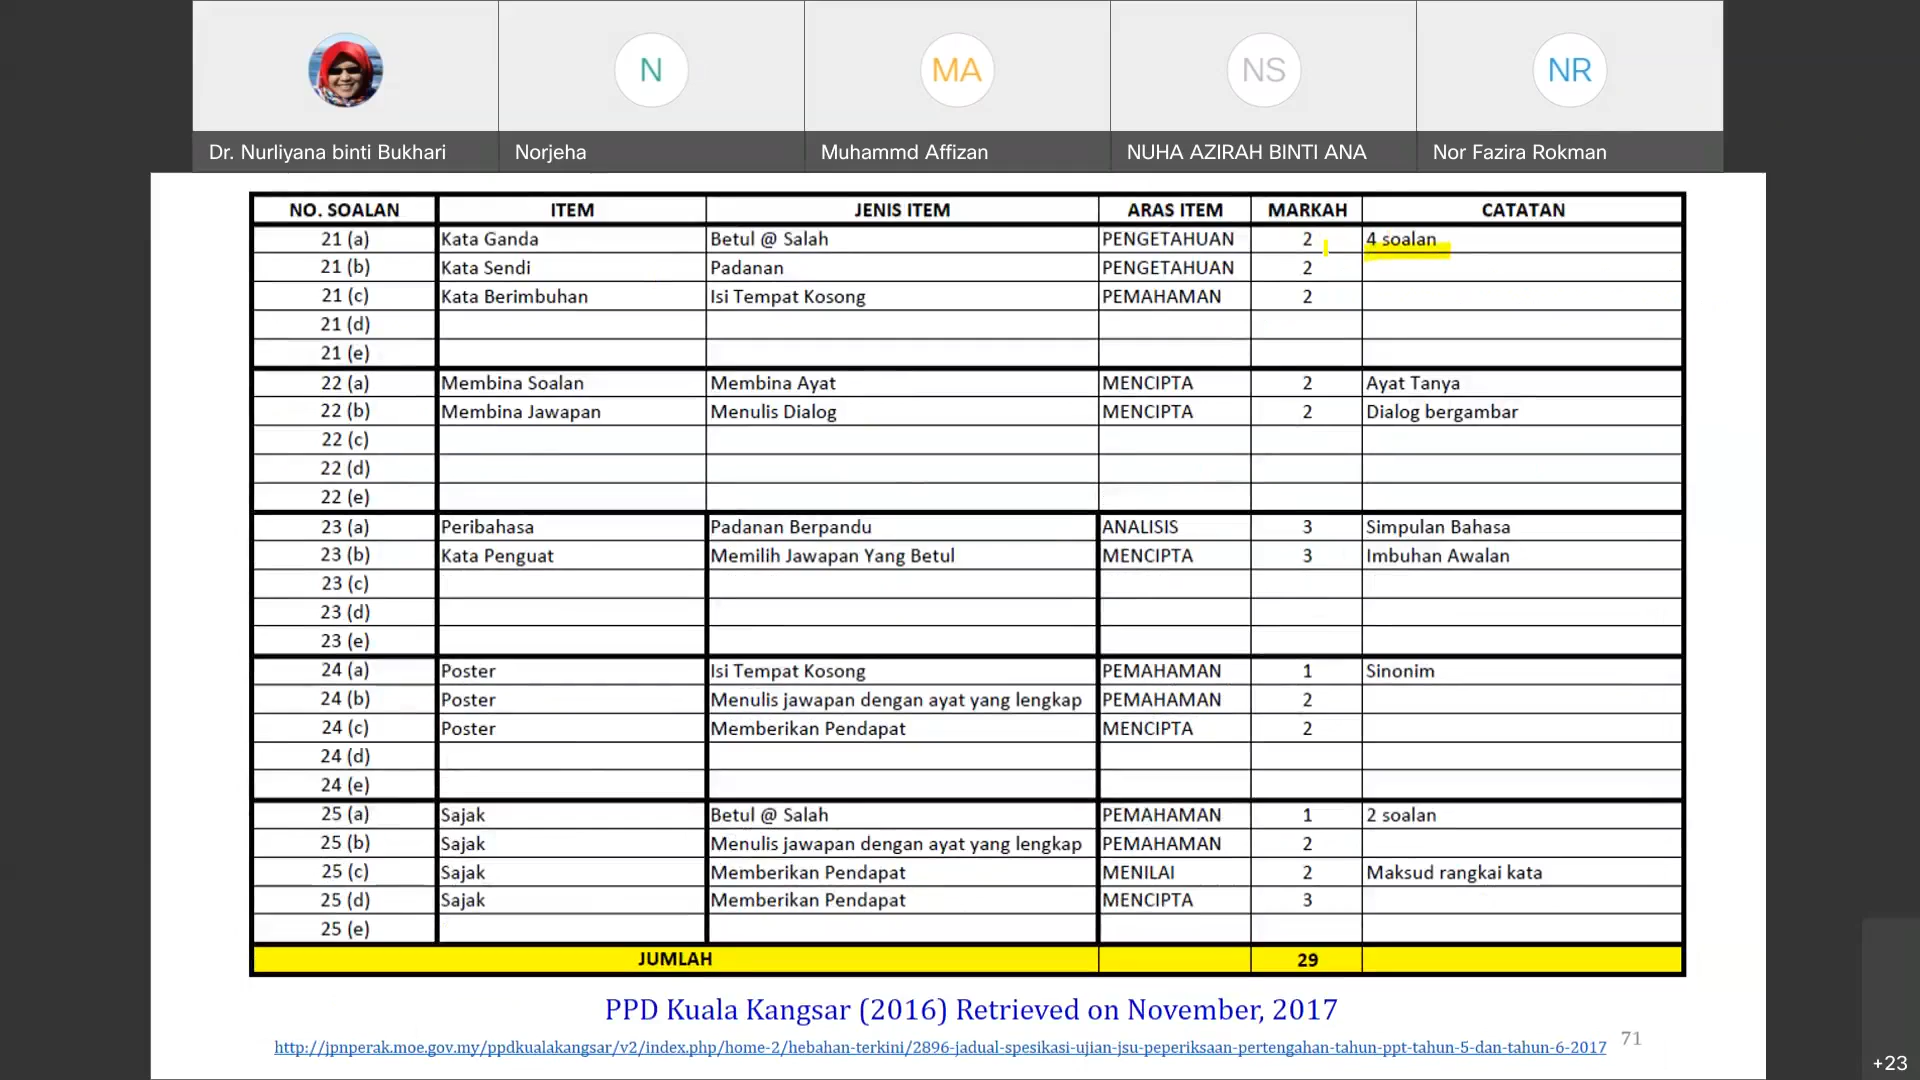 N
MA
NS
NR
Dr. Nurliyana binti Bukhari
Norjeha
Muhammd Affizan
NUHA AZIRAH BINTI ANA
Nor Fazira Rokman
NO. SOALAN ITEM JENIS ITEM ARAS ITEM MARKAH CATATAN
21 (a) Kata Ganda Betul @ Salah PENGETAHUAN 2 4 soalan
21 (b) Kata Sendi Padanan PENGETAHUAN 2
21 (c) Kata Berimbuhan Isi Tempat Kosong PEMAHAMAN 2
21 (d)
21 (e)
22 (a) Membina Soalan Membina Ayat MENCIPTA 2 Ayat Tanya
22 (b) Membina Jawapan Menulis Dialog MENCIPTA 2 Dialog bergambar
22 (c)
22 (d)
22 (e)
23 (a) Peribahasa Padanan Berpandu ANALISIS 3 Simpulan Bahasa
23 (b) Kata Penguat Memilih Jawapan Yang Betul MENCIPTA 3 Imbuhan Awalan
23 (c)
23 (d)
23 (e)
24 (a) Poster Isi Tempat Kosong PEMAHAMAN 1 Sinonim
24 (b) Poster Menulis jawapan dengan ayat yang lengkap PEMAHAMAN 2
24 (c) Poster Memberikan Pendapat MENCIPTA 2
24 (d)
24 (e)
25 (a) Sajak Betul @ Salah PEMAHAMAN 1 2 soalan
25 (b) Sajak Menulis jawapan dengan ayat yang lengkap PEMAHAMAN 2
25 (c) Sajak Memberikan Pendapat MENILAI 2 Maksud rangkai kata
25 (d) Sajak Memberikan Pendapat MENCIPTA 3
25 (e)
JUMLAH 29
PPD Kuala Kangsar (2016) Retrieved on November, 2017
http://jpnperak.moe.gov.my/ppdkualakangsar/v2/index.php/home-2/hebahan-terkini/2896-jadual-spesikasi-ujian-jsu-peperiksaan-pertengahan-tahun-ppt-tahun-5-dan-tahun-6-2017
71
+23